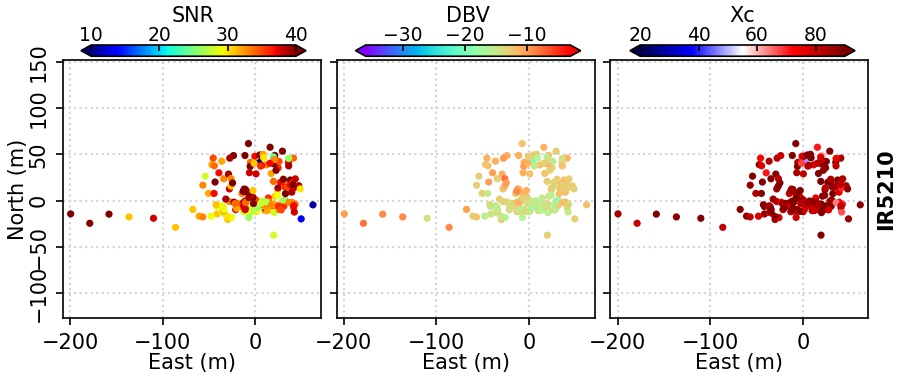 SNR DBV Xc
10 20 30 40 −30 −20 −10 20 40 60 80
North (m)
150
100
50
0
−50
−100
IR5210
−200 −100 0 −200 −100 0 −200 −100 0
East (m) East (m) East (m)